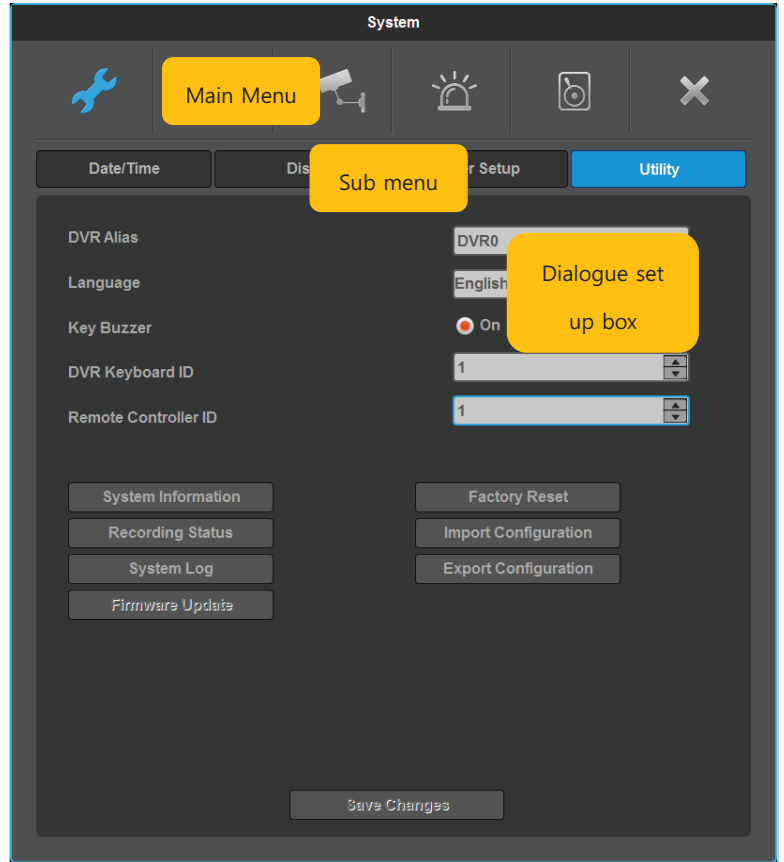 System
Main Menu
Date/Time
Dis
Sub menu
r Setup
Utility
DVR Alias
DVR0
Dialogue set
up box
Language
English
Key Buzzer
On
DVR Keyboard ID
1
Remote Controller ID
1
System Information
Factory Reset
Recording Status
Import Configuration
System Log
Export Configuration
Firmware Update
Save Changes